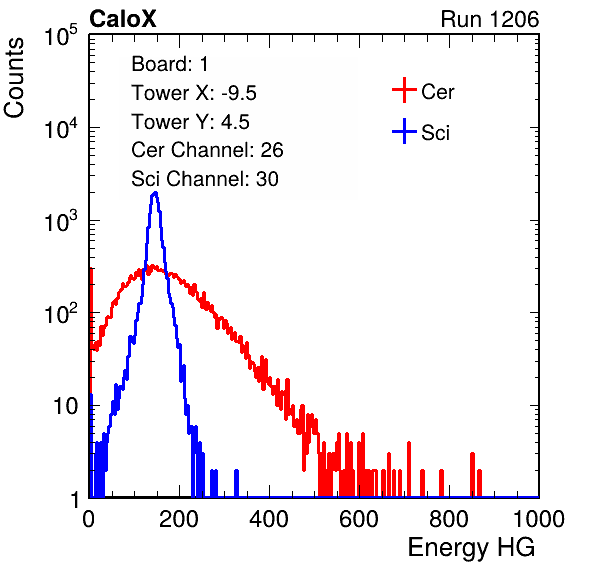 CaloX Run 1206
Counts
10^5
10^4
10^3
10^2
10
1
Board: 1
Tower X: -9.5
Tower Y: 4.5
Cer Channel: 26
Sci Channel: 30
Cer
Sci
0 200 400 600 800 1000
Energy HG